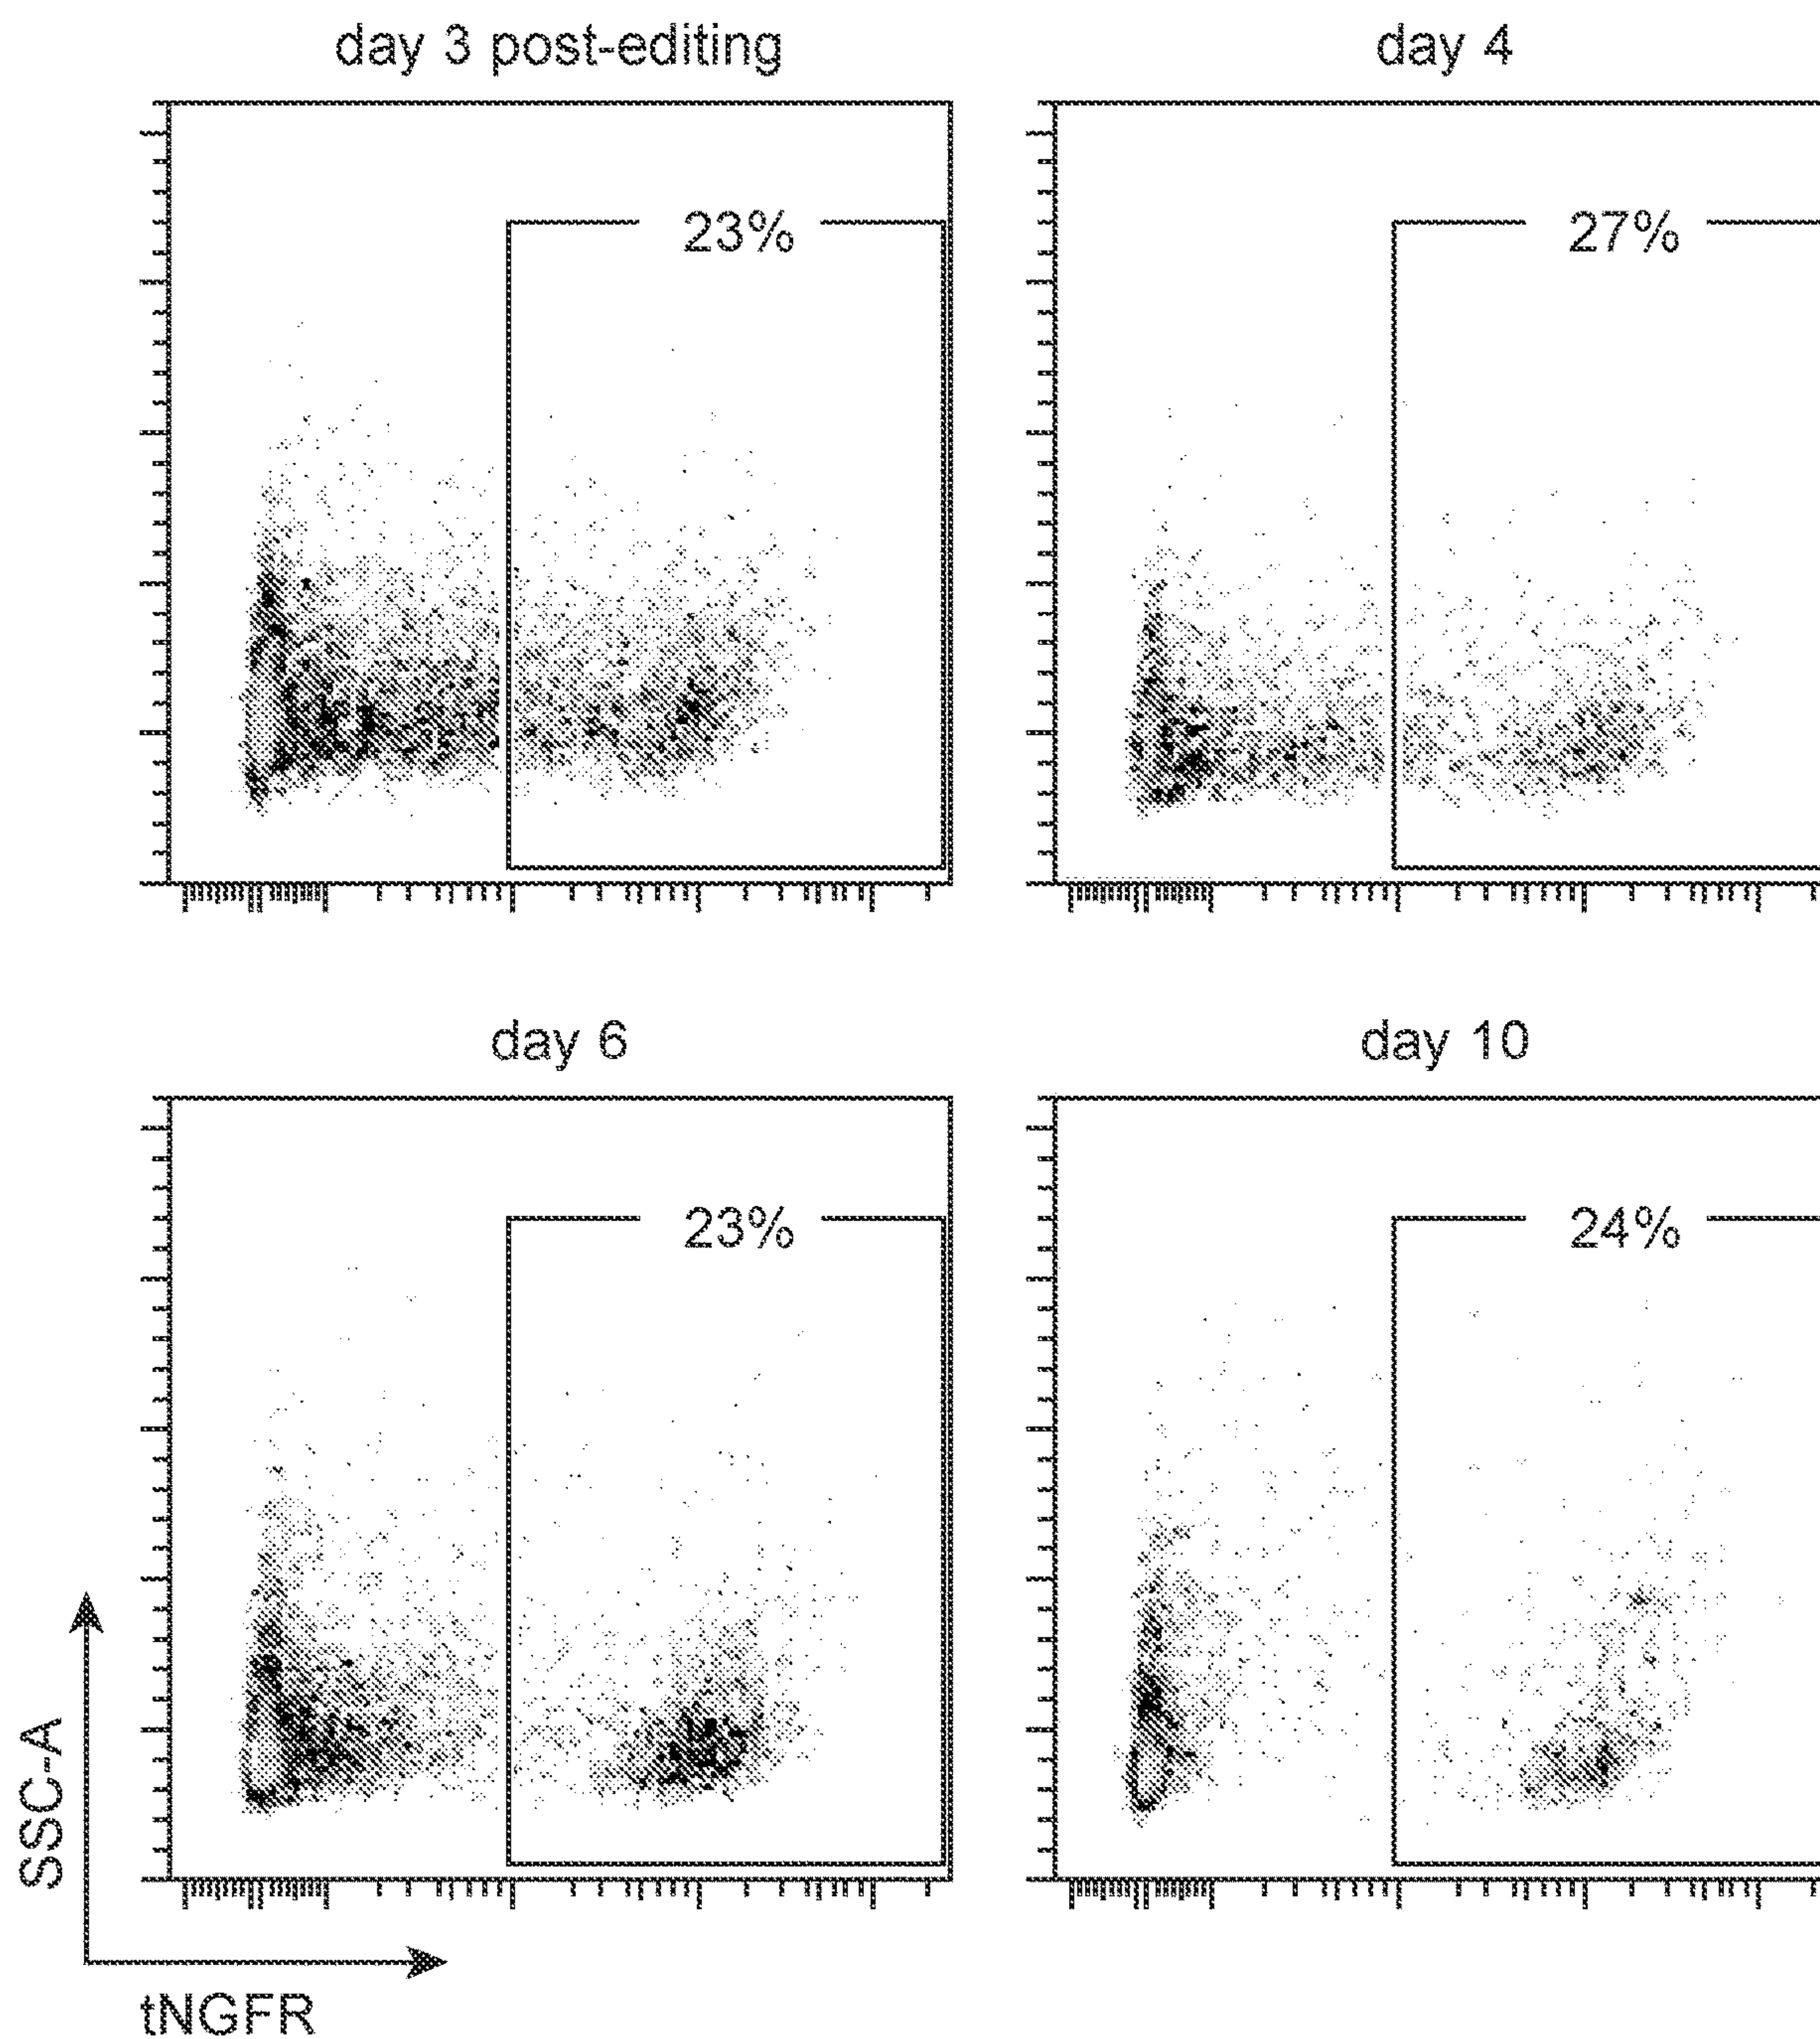 day 3 post-editing
day 4
23%
27%
day 6
day 10
23%
24%
SSC-A
tNGFR